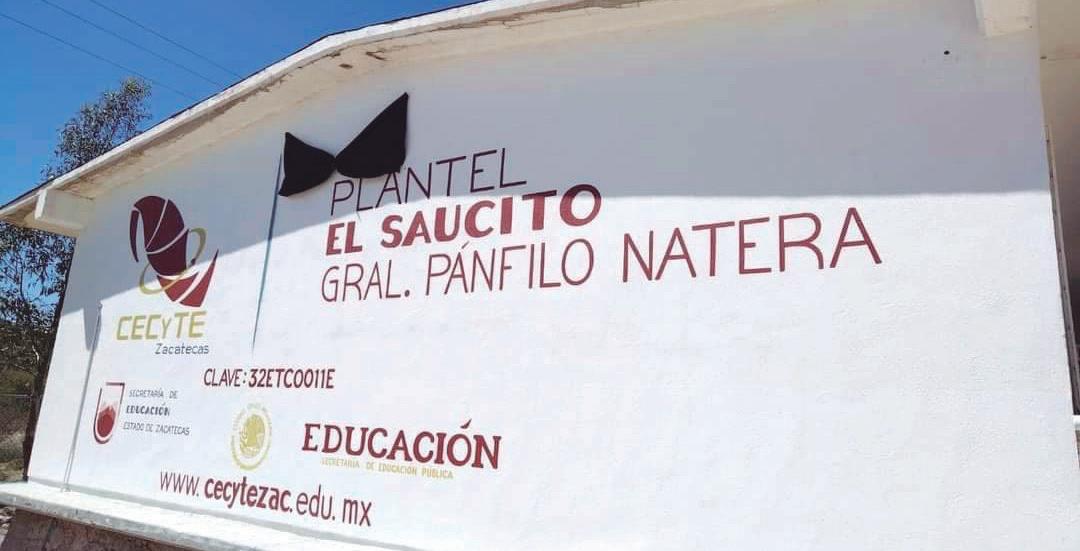 PLANTEL
EL SAUCITO
GRAL. PÁNFILO NATERA
CECyTE
Zacatecas
CLAVE: 32ETC0011E
SECRETARÍA DE
EDUCACIÓN
ESTADO DE ZACATECAS
EDUCACIÓN
SECRETARÍA DE EDUCACIÓN PÚBLICA
www.cecytezac.edu.mx